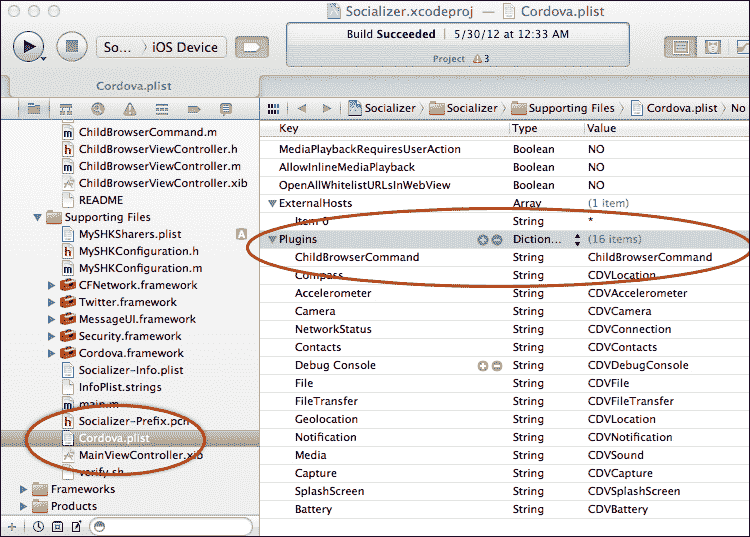 Socializer.xcodeproj — Cordova.plist
So... iOS Device
Build Succeeded | 5/30/12 at 12:33 AM
Project 3
Cordova.plist
Socializer Socializer Supporting Files Cordova.plist No
ChildBrowserCommand.m
ChildBrowserViewController.h
ChildBrowserViewController.m
ChildBrowserViewController.xib
README
Supporting Files
MySHKSharers.plist A
MySHKConfiguration.h
MySHKConfiguration.m
CFNetwork.framework
Twitter.framework
MessageUI.framework
Security.framework
Cordova.framework
Socializer-Info.plist
InfoPlist.strings
main.m
Socializer-Prefix.pch
Cordova.plist
MainViewController.xib
verify.sh
Frameworks
Products
Key Type Value
MediaPlaybackRequiresUserAction Boolean NO
AllowInlineMediaPlayback Boolean NO
OpenAllWhitelistURLsInWebView Boolean NO
ExternalHosts Array (1 item)
Item 0 String *
Plugins Diction... (16 items)
ChildBrowserCommand String ChildBrowserCommand
Compass String CDVLocation
Accelerometer String CDVAccelerometer
Camera String CDVCamera
NetworkStatus String CDVConnection
Contacts String CDVContacts
Debug Console String CDVDebugConsole
File String CDVFile
FileTransfer String CDVFileTransfer
Geolocation String CDVLocation
Notification String CDVNotification
Media String CDVSound
Capture String CDVCapture
SplashScreen String CDVSplashScreen
Battery String CDVBattery